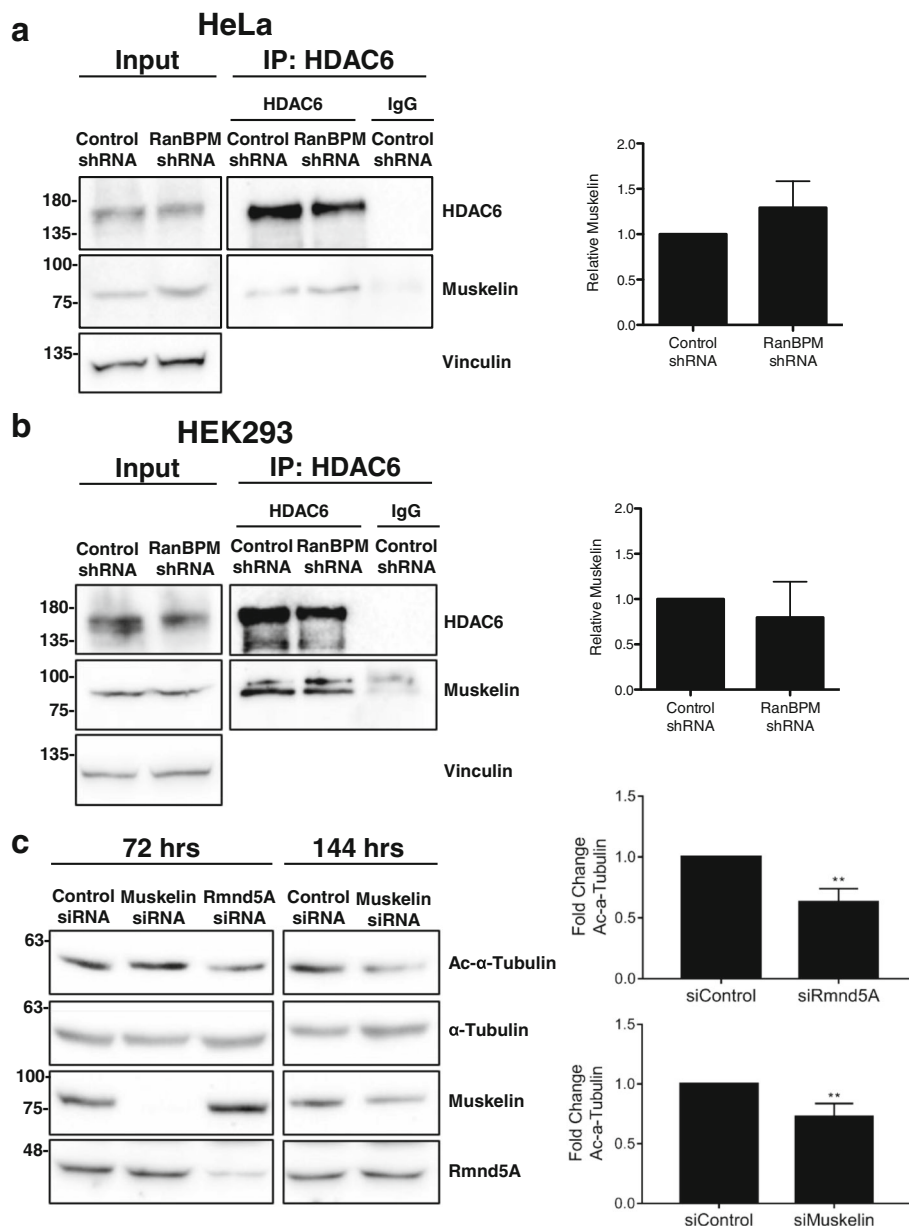 a
HeLa
Input
IP: HDAC6
HDAC6
IgG
Control shRNA
RanBPM shRNA
Control shRNA
RanBPM shRNA
Control shRNA
180-
135-
HDAC6
100-
75-
Muskelin
135-
Vinculin
Relative Muskelin
2.0
1.5
1.0
0.5
0.0
Control shRNA
RanBPM shRNA
b
HEK293
Input
IP: HDAC6
HDAC6
IgG
Control shRNA
RanBPM shRNA
Control shRNA
RanBPM shRNA
Control shRNA
180-
135-
HDAC6
100-
75-
Muskelin
135-
Vinculin
Relative Muskelin
2.0
1.5
1.0
0.5
0.0
Control shRNA
RanBPM shRNA
c
72 hrs
144 hrs
Control siRNA
Muskelin siRNA
Rmnd5A siRNA
Control siRNA
Muskelin siRNA
63-
Ac-α-Tubulin
63-
α-Tubulin
100-
75-
Muskelin
48-
Rmnd5A
Fold Change
Ac-a-Tubulin
1.5
1.0
0.5
0.0
**
siControl
siRmnd5A
Fold Change
Ac-a-Tubulin
1.5
1.0
0.5
0.0
**
siControl
siMuskelin